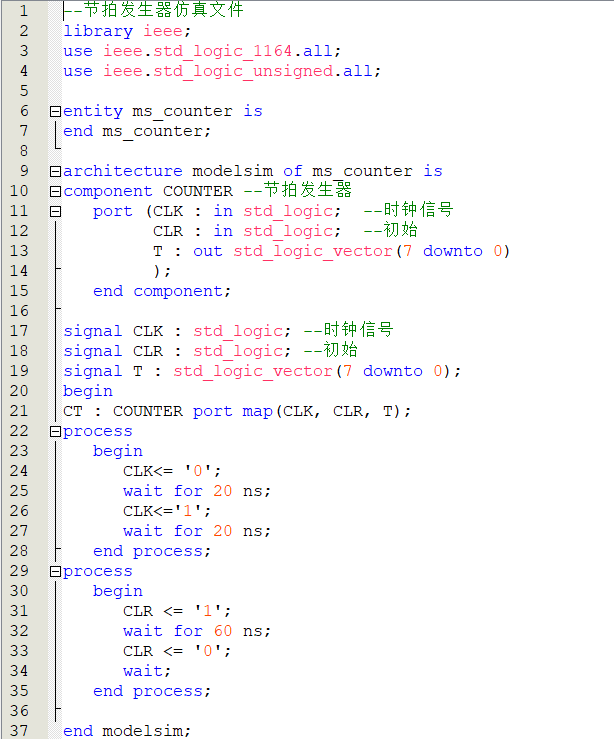 1 --节拍发生器仿真文件
2 library ieee;
3 use ieee.std_logic_1164.all;
4 use ieee.std_logic_unsigned.all;
5
6 entity ms_counter is
7 end ms_counter;
8
9 architecture modelsim of ms_counter is
10 component COUNTER --节拍发生器
11 port (CLK : in std_logic; --时钟信号
12 CLR : in std_logic; --初始
13 T : out std_logic_vector(7 downto 0)
14 );
15 end component;
16
17 signal CLK : std_logic; --时钟信号
18 signal CLR : std_logic; --初始
19 signal T : std_logic_vector(7 downto 0);
20 begin
21 CT : COUNTER port map(CLK, CLR, T);
22 process
23 begin
24 CLK<= '0';
25 wait for 20 ns;
26 CLK<='1';
27 wait for 20 ns;
28 end process;
29 process
30 begin
31 CLR <= '1';
32 wait for 60 ns;
33 CLR <= '0';
34 wait;
35 end process;
36
37 end modelsim;